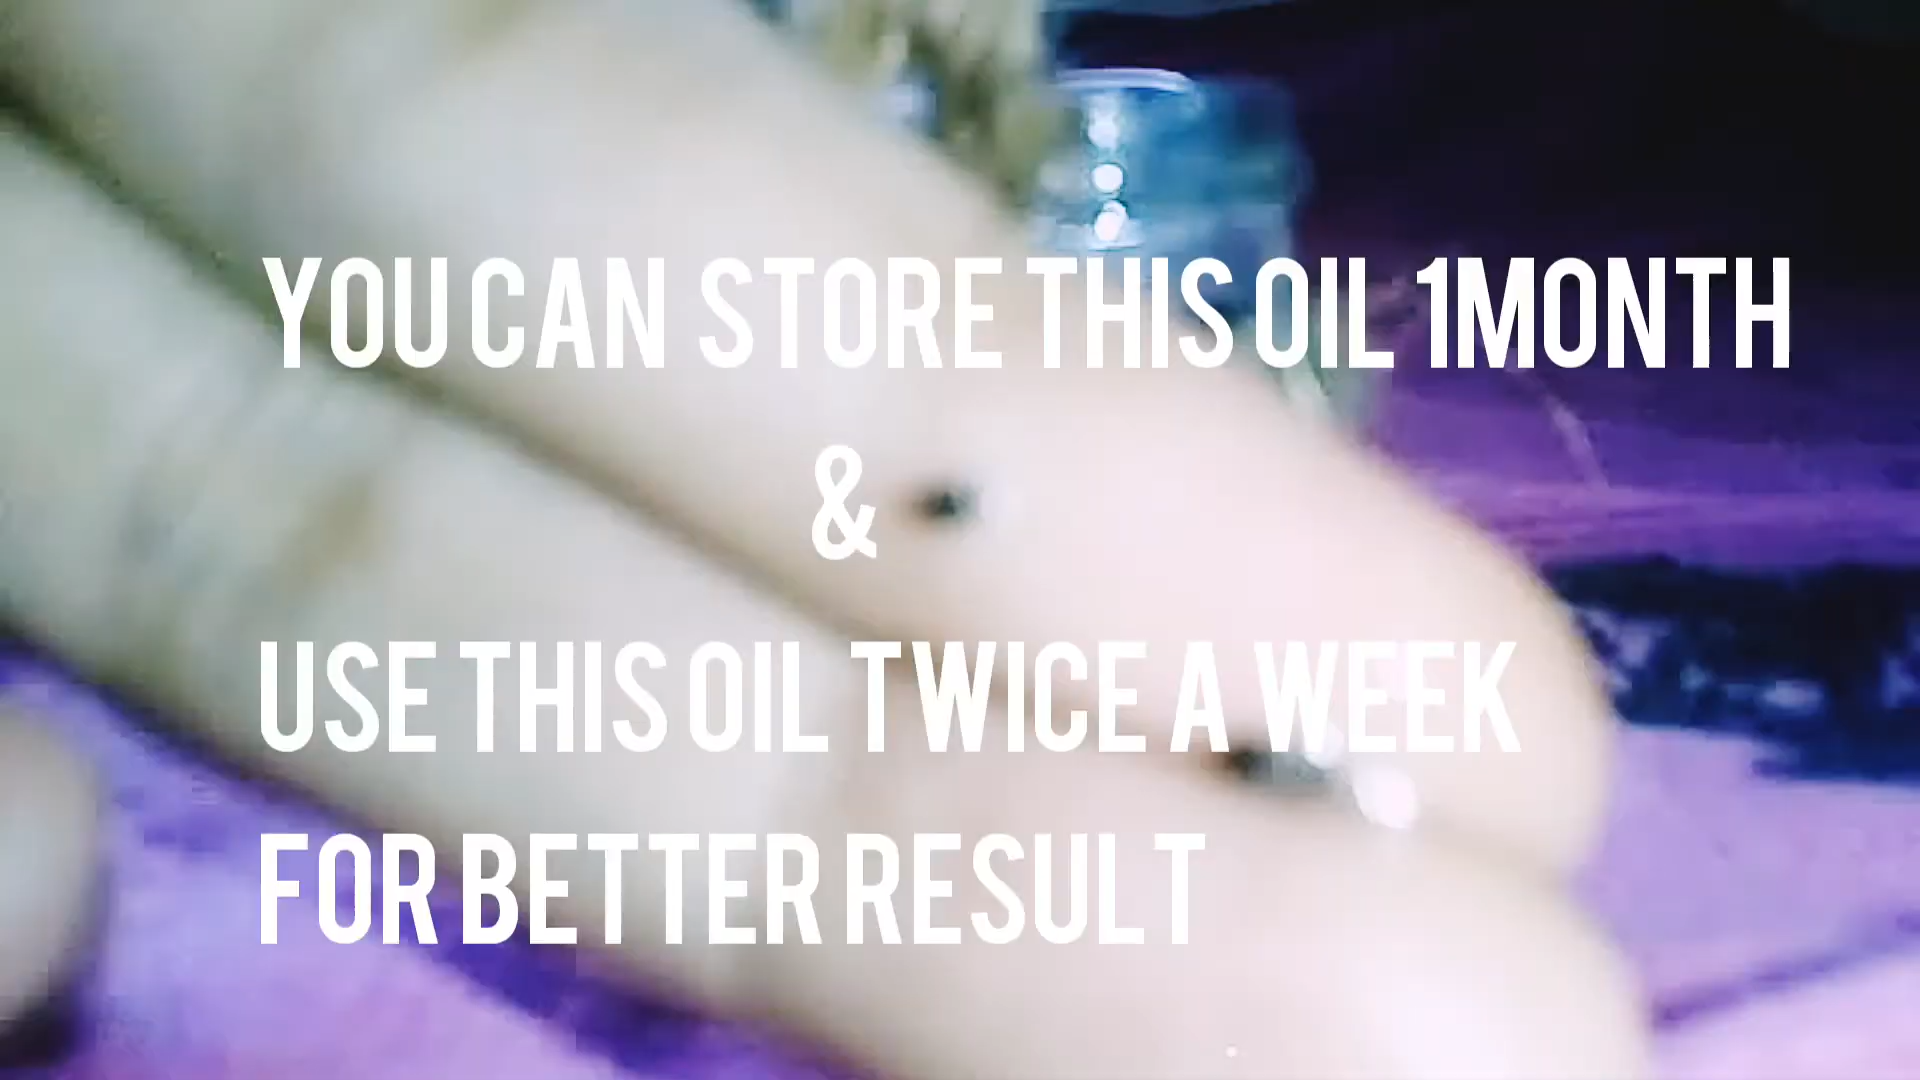 YOU CAN STORE THIS OIL 1MONTH
&
USE THIS OIL TWICE A WEEK
FOR BETTER RESULT